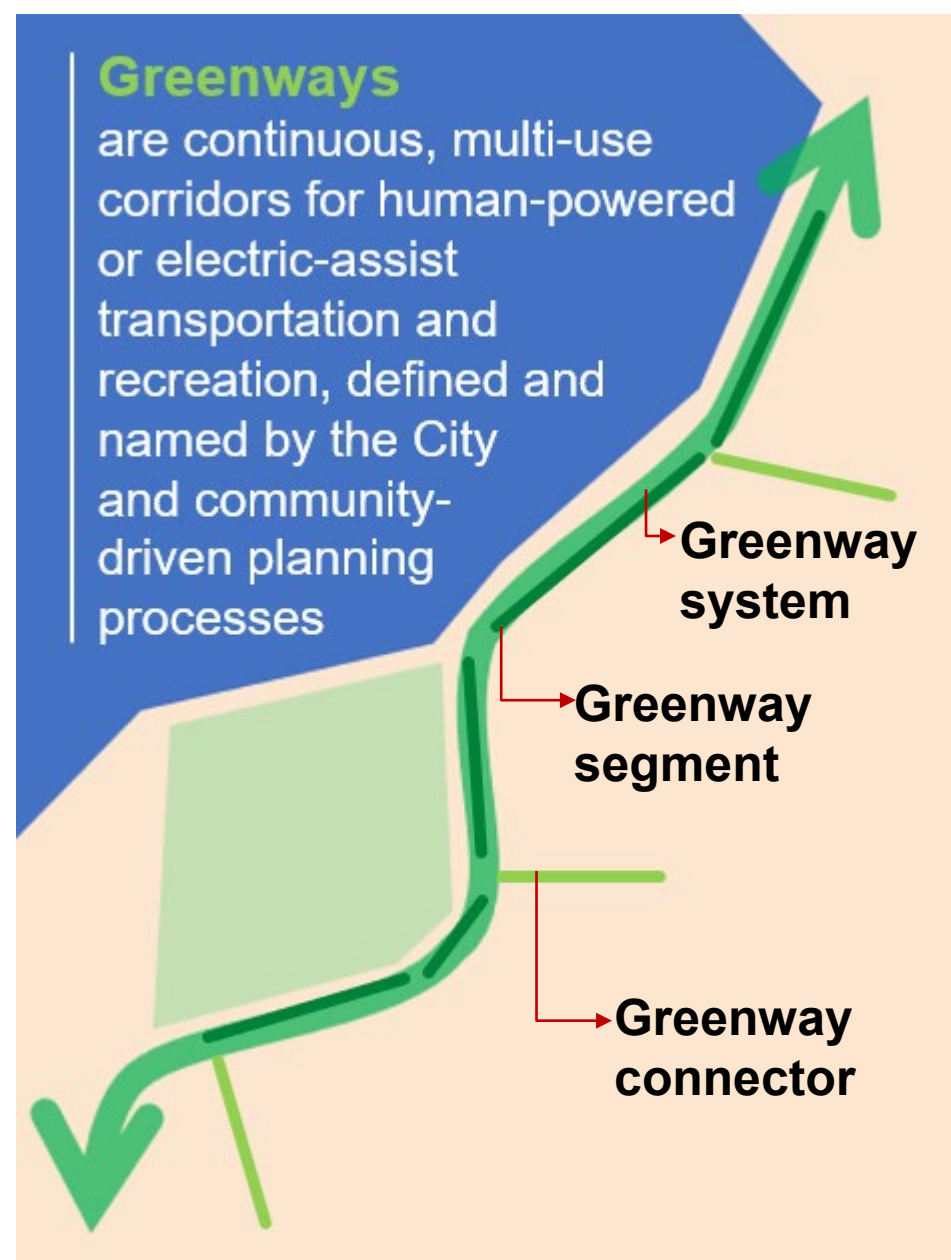 Greenways
are continuous, multi-use
corridors for human-powered
or electric-assist
transportation and
recreation, defined and
named by the City
and community-
driven planning
processes
Greenway
system
Greenway
segment
Greenway
connector